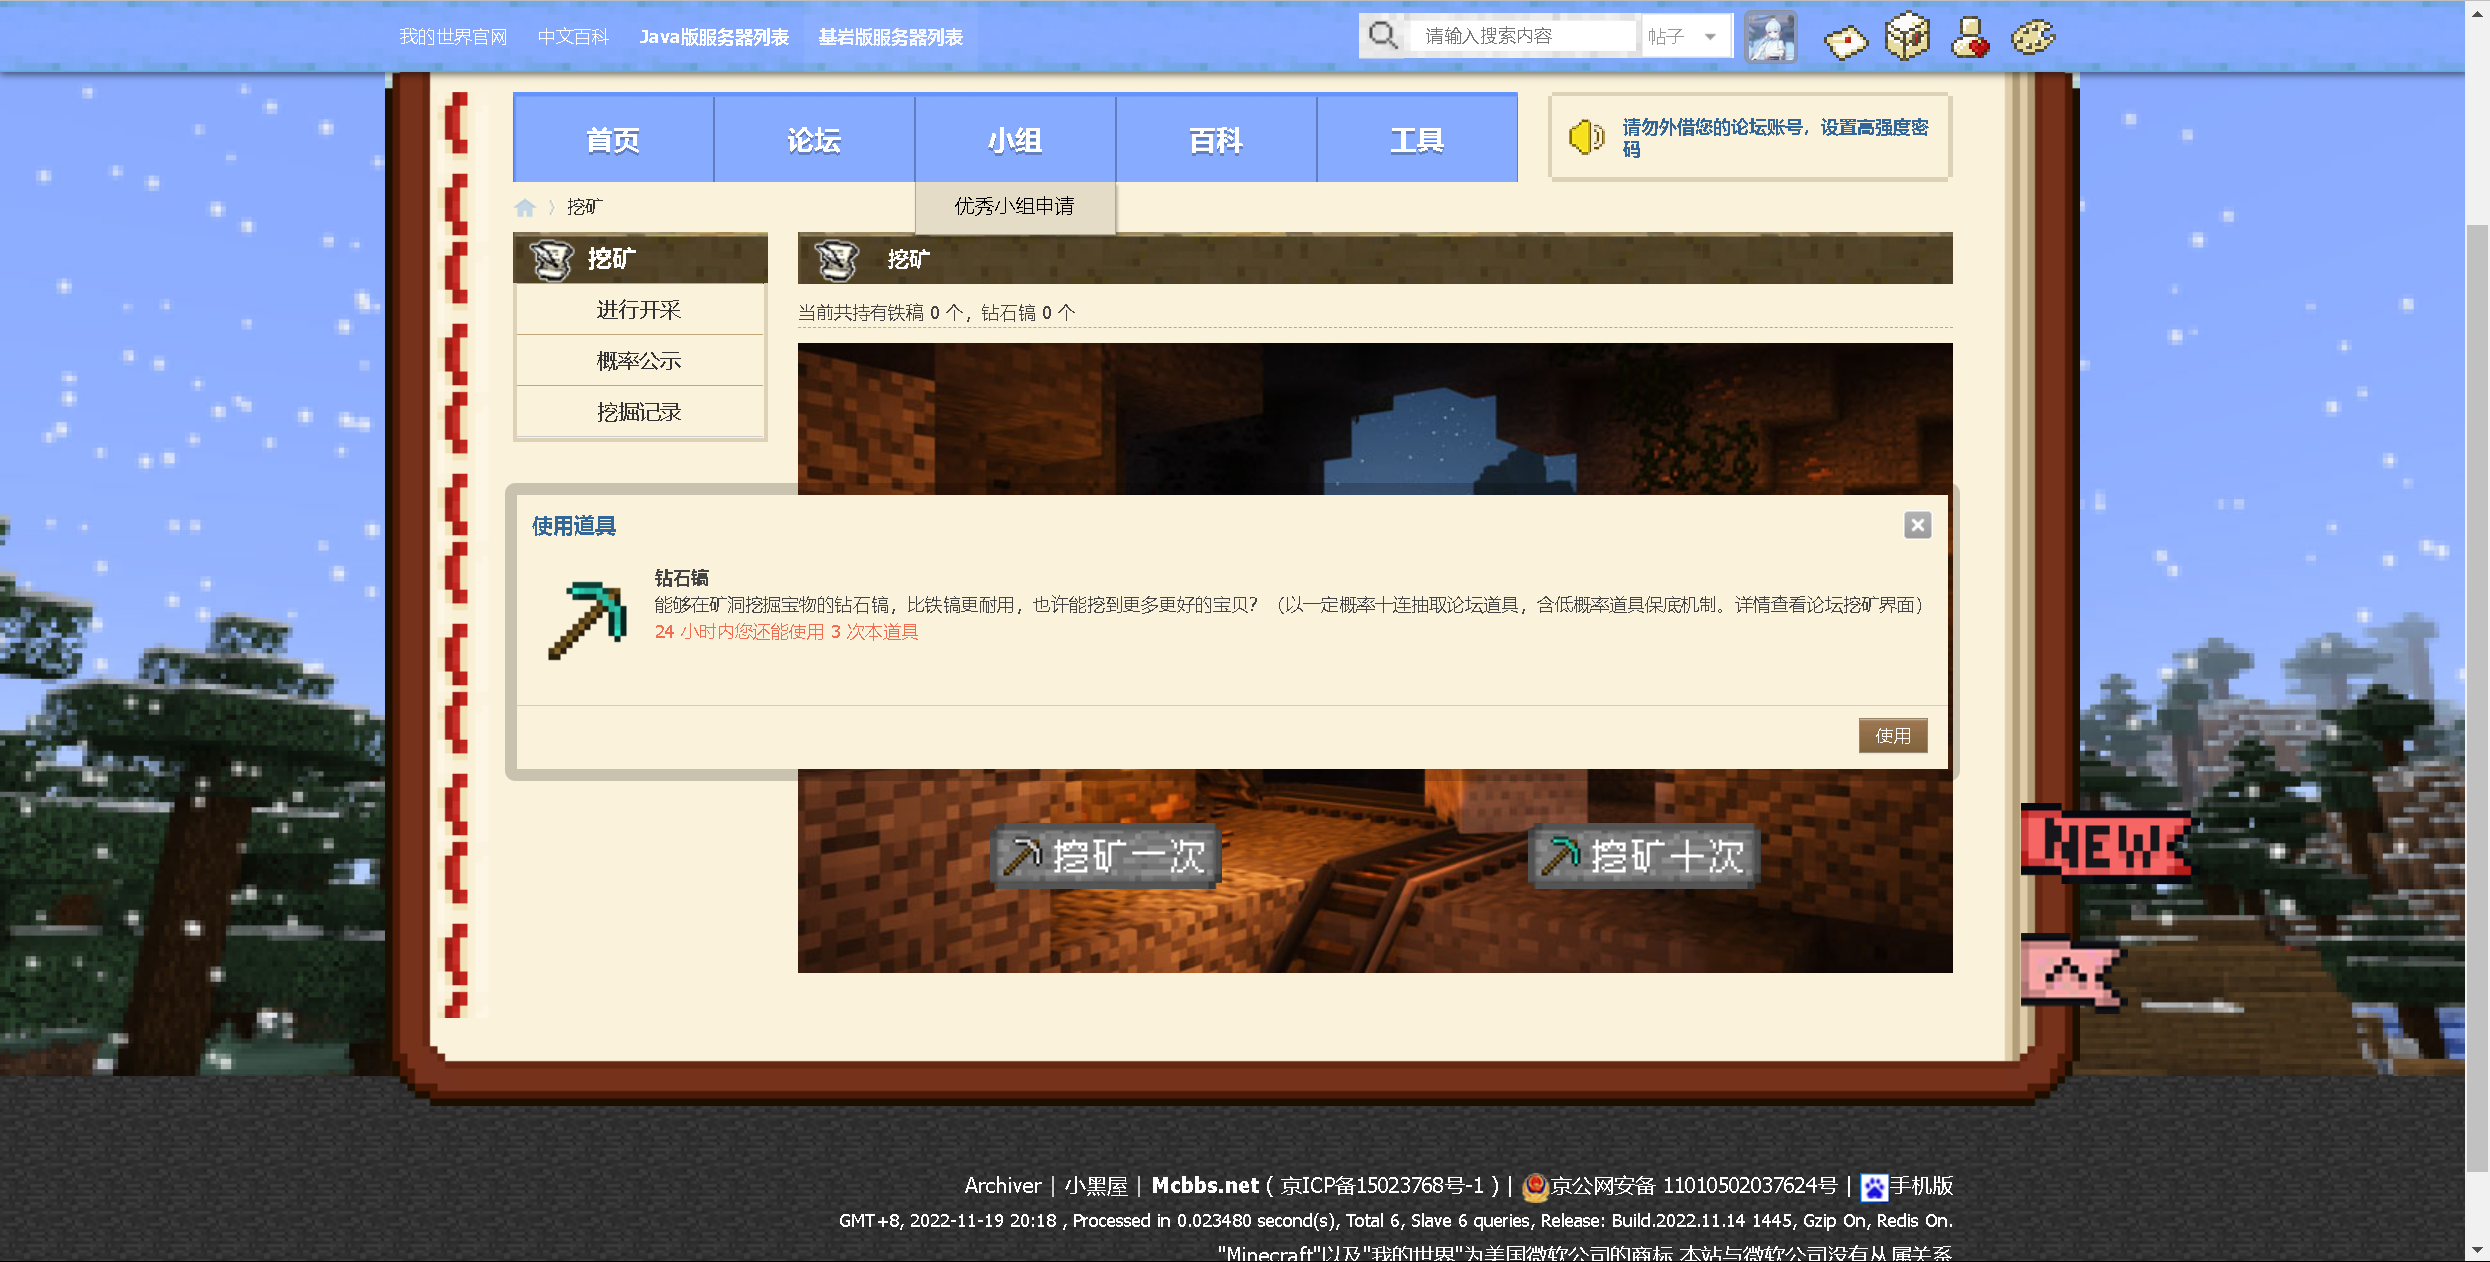 我的世界官网 中文百科 Java版服务器列表 基岩版服务器列表 请输入搜索内容 帖子
首页 论坛 小组 百科 工具
请勿外借您的论坛账号，设置高强度密
码
挖矿
优秀小组申请
挖矿
进行开采
概率公示
挖掘记录
挖矿
当前共持有铁稿 0 个，钻石镐 0 个
使用道具
钻石镐
能够在矿洞挖掘宝物的钻石镐，比铁镐更耐用，也许能挖到更多更好的宝贝？（以一定概率十连抽取论坛道具，含低概率道具保底机制。详情查看论坛挖矿界面）
24 小时内您还能使用 3 次本道具
使用
挖矿一次 挖矿十次
NEW
Archiver | 小黑屋 | Mcbbs.net ( 京ICP备15023768号-1 ) | 京公网安备 11010502037624号 | 手机版
GMT+8, 2022-11-19 20:18 , Processed in 0.023480 second(s), Total 6, Slave 6 queries, Release: Build.2022.11.14 1445, Gzip On, Redis On.
"Minecraft"以及"我的世界"为美国微软公司的商标 本站与微软公司没有从属关系